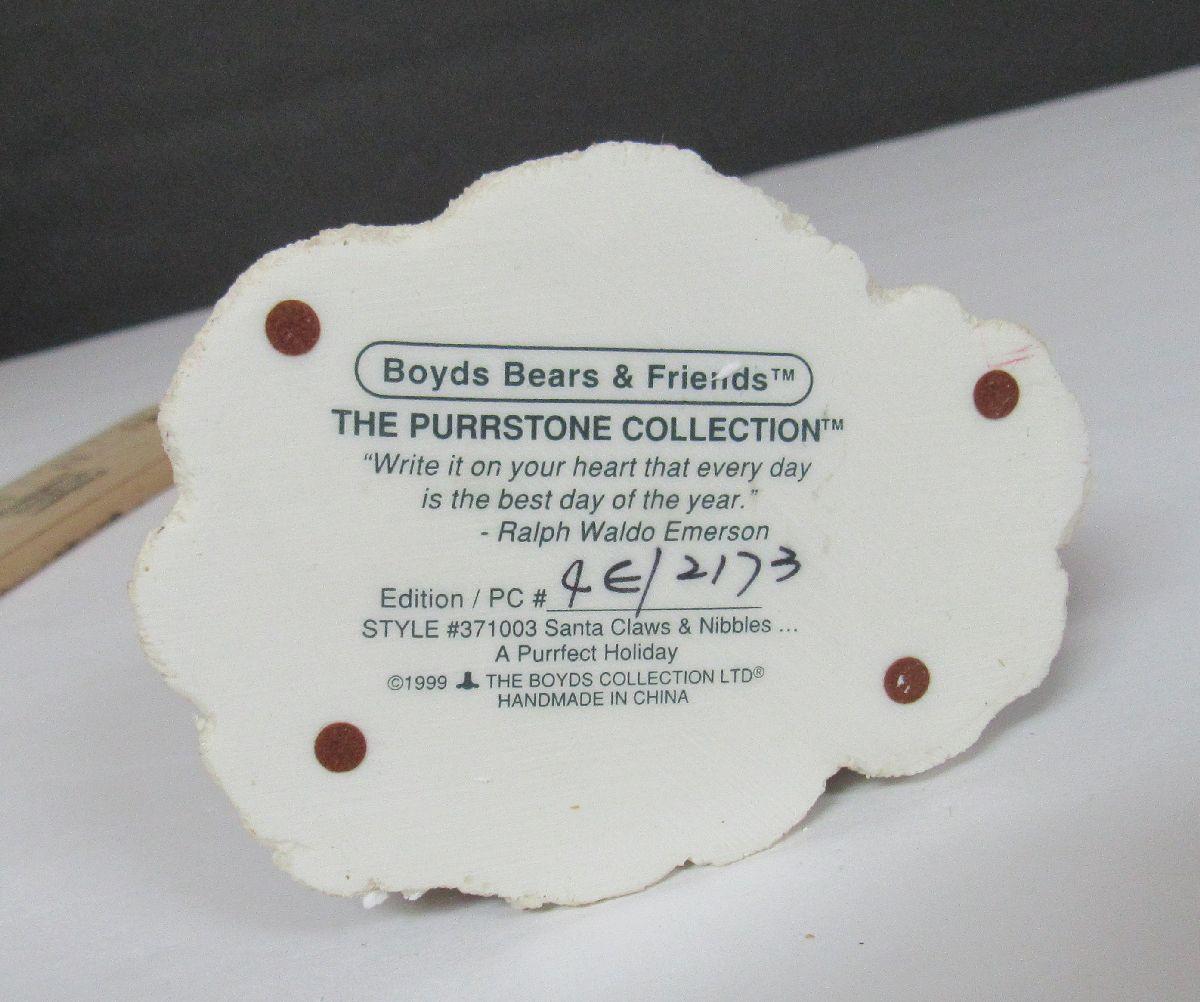 Boyds Bears & Friends™
THE PURRSTONE COLLECTION™
“Write it on your heart that every day
is the best day of the year.”
- Ralph Waldo Emerson
Edition / PC # 4E/2173
STYLE #371003 Santa Claws & Nibbles ...
A Purrfect Holiday
©1999 THE BOYDS COLLECTION LTD®
HANDMADE IN CHINA